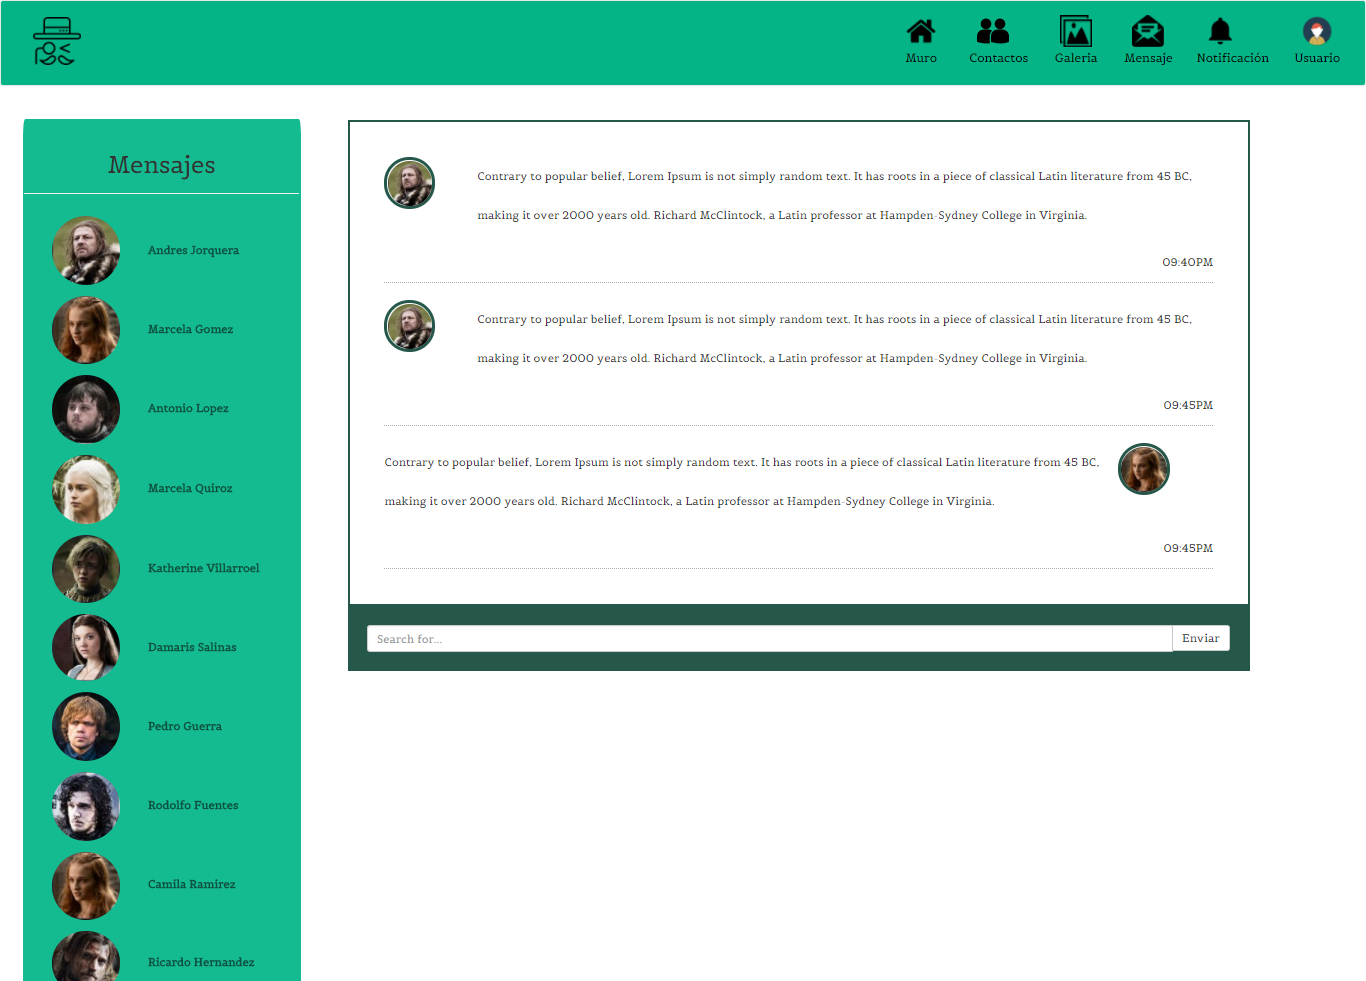 Muro
Contactos
Galeria
Mensaje
Notificación
Usuario
Mensajes
Andres Jorquera
Marcela Gomez
Antonio Lopez
Marcela Quiroz
Katherine Villarroel
Damaris Salinas
Pedro Guerra
Rodolfo Fuentes
Camila Ramirez
Ricardo Hernandez
Contrary to popular belief, Lorem Ipsum is not simply random text. It has roots in a piece of classical Latin literature from 45 BC,
making it over 2000 years old. Richard McClintock, a Latin professor at Hampden-Sydney College in Virginia.
09:40PM
Contrary to popular belief, Lorem Ipsum is not simply random text. It has roots in a piece of classical Latin literature from 45 BC,
making it over 2000 years old. Richard McClintock, a Latin professor at Hampden-Sydney College in Virginia.
09:45PM
Contrary to popular belief, Lorem Ipsum is not simply random text. It has roots in a piece of classical Latin literature from 45 BC,
making it over 2000 years old. Richard McClintock, a Latin professor at Hampden-Sydney College in Virginia.
09:45PM
Search for...
Enviar